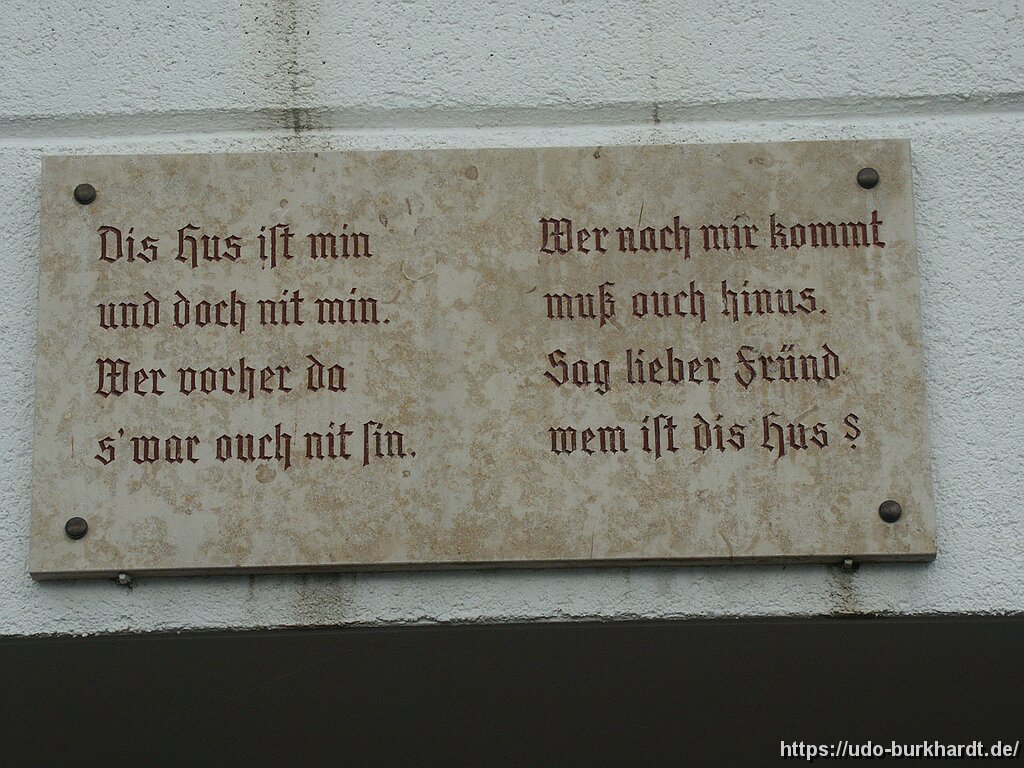 Dis Hus iſt min
und doch nit min.
Wer vorher da
s'war ouch nit ſin.
Wer nach mir kommt
muß ouch hinus.
Sag lieber Fründ
wem iſt dis Hus ?
https://udo-burkhardt.de/